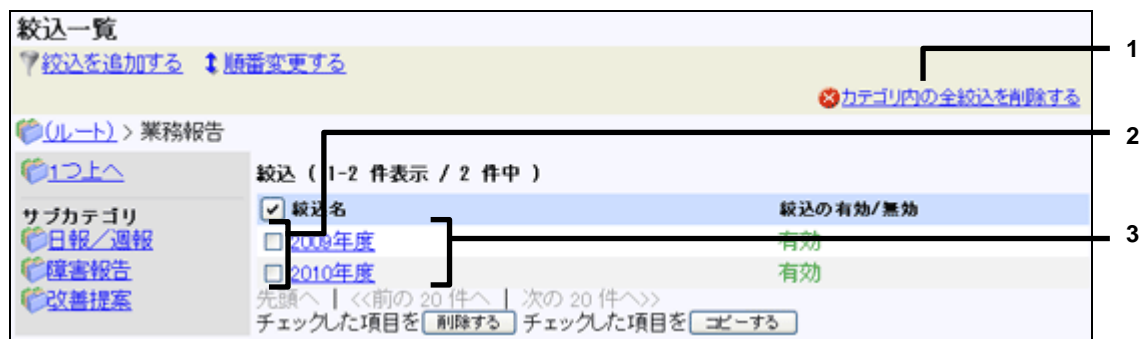 絞込一覧
絞込を追加する 順番変更する
カテゴリ内の全絞込を削除する
1
(ルート) > 業務報告
2
1つ上へ
絞込 ( 1-2 件表示 / 2 件中 )
サブカテゴリ
絞込名 絞込の有効/無効
日報/週報
2009年度 有効
3
障害報告
2010年度 有効
改善提案
先頭へ | <<前の 20 件へ | 次の 20 件へ>>
チェックした項目を 削除する チェックした項目を コピーする